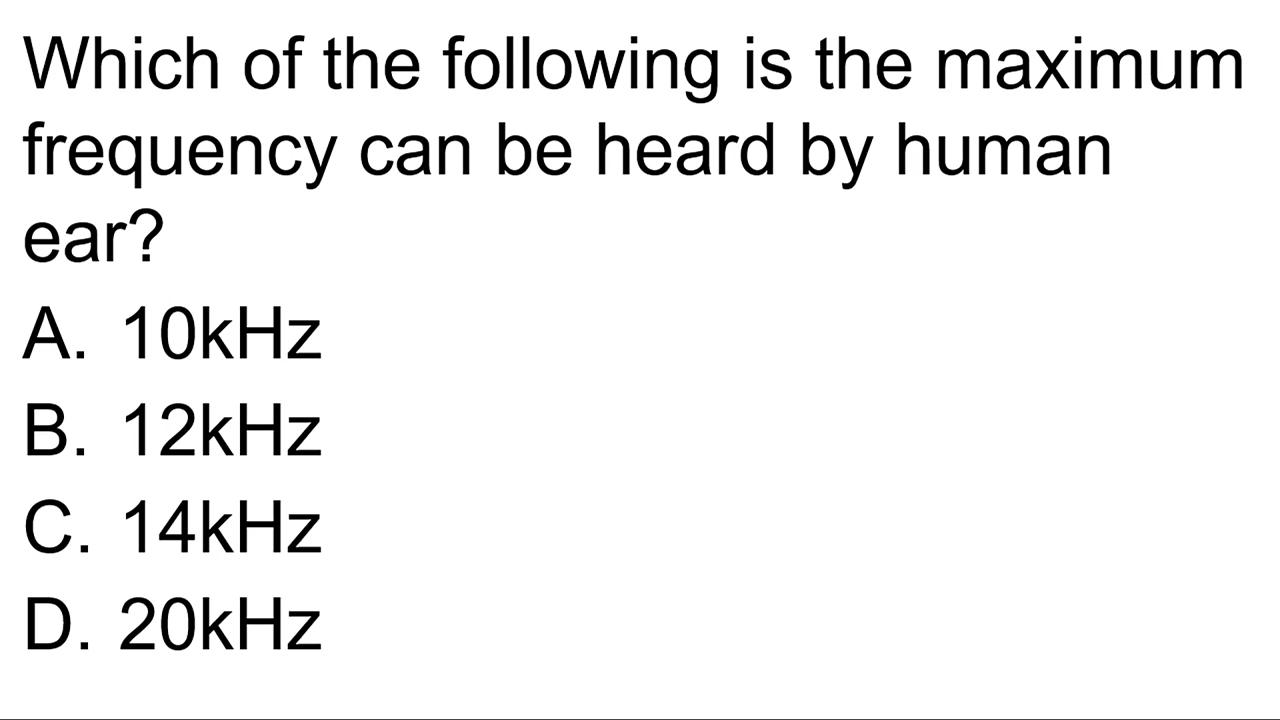 Which of the following is the maximum
frequency can be heard by human
ear?
A. 10kHz
B. 12kHz
C. 14kHz
D. 20kHz